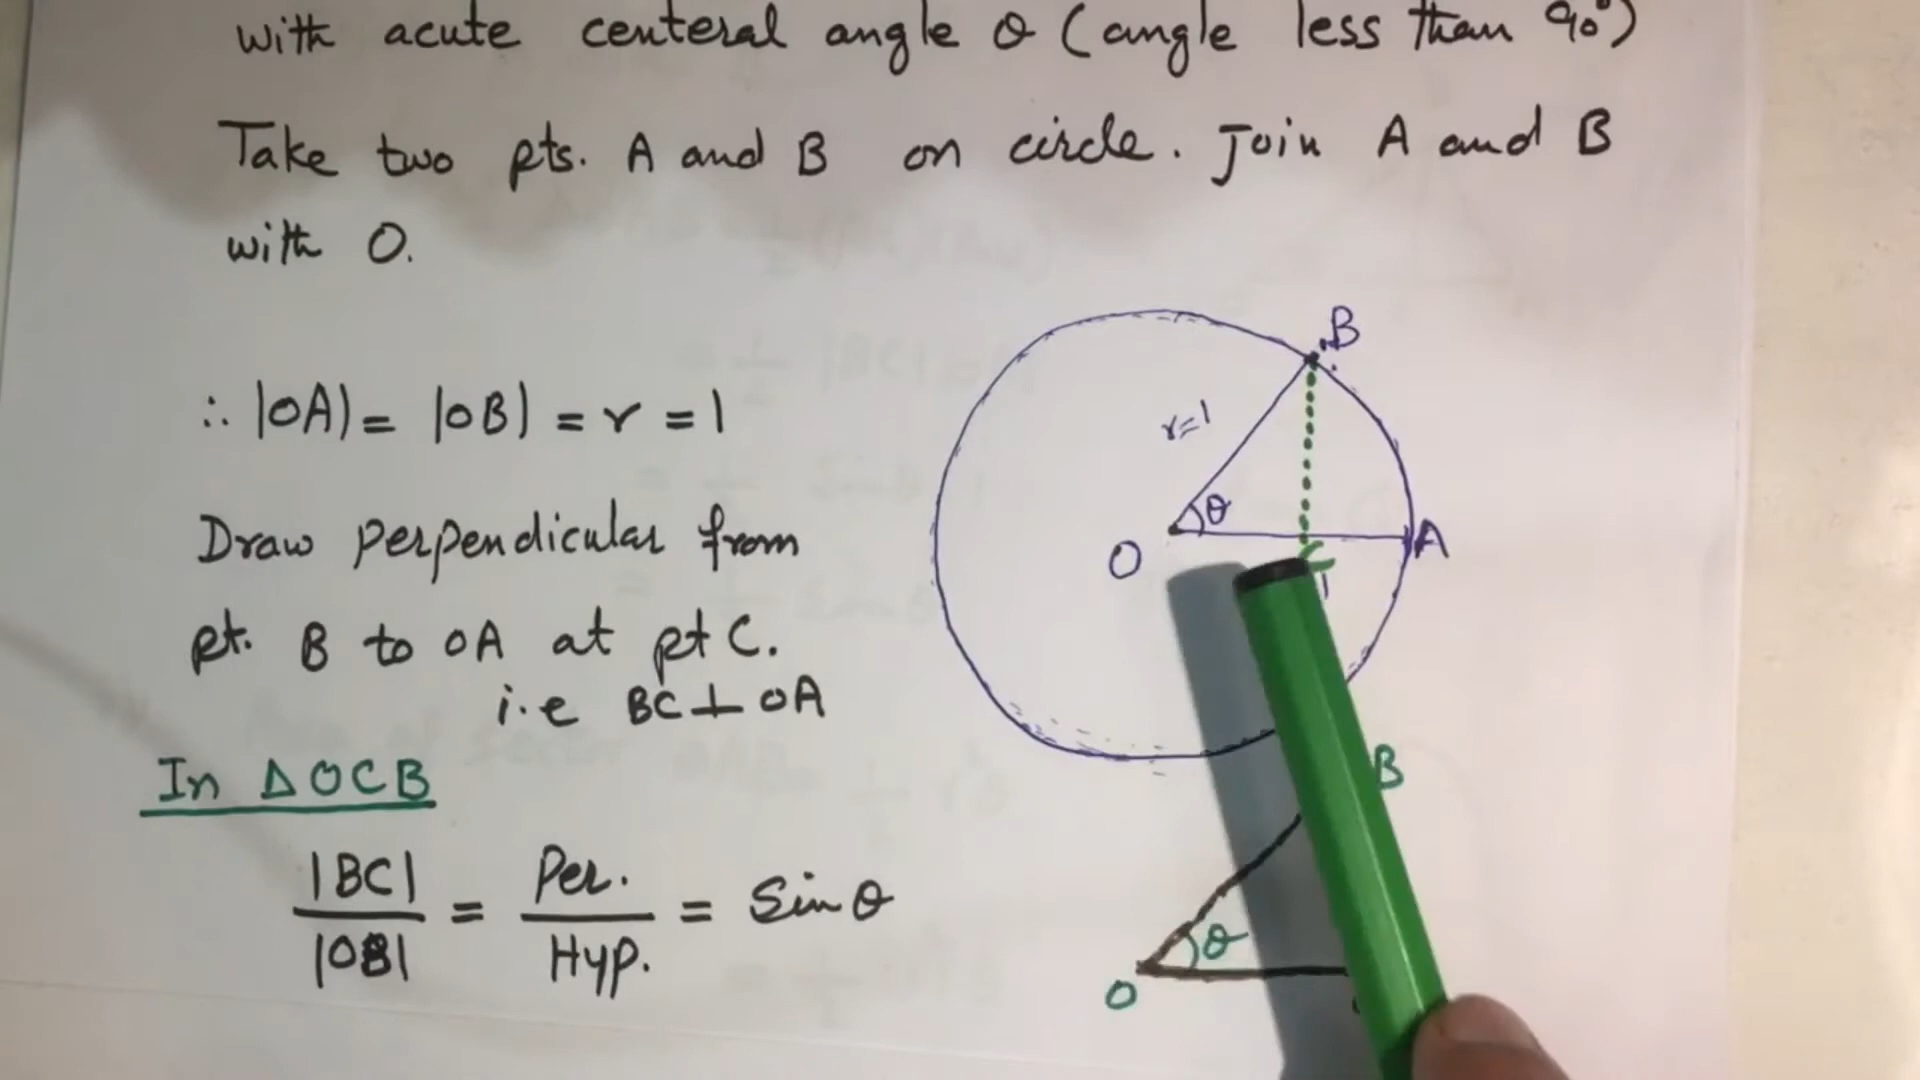 with acute centeral angle θ (angle less than 90°)
Take two pts. A and B on circle. Join A and B
with O.
∴ |OA| = |OB| = r = 1
Draw perpendicular from
pt. B to OA at pt C.
i.e BC ⊥ OA
In ΔOCB
|BC| / |OB| = Per. / Hyp. = Sin θ
B
r=1
θ
O
C
A
1
B
θ
O